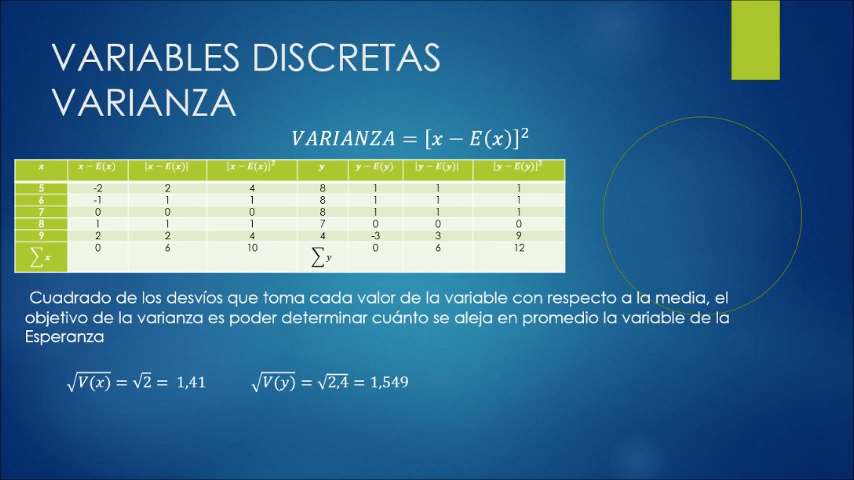 VARIABLES DISCRETAS
VARIANZA
VARIANZA = [x − E(x)]²
x x − E(x) |x − E(x)| |x − E(x)|² y y − E(y) |y − E(y)| |y − E(y)|²
5 -2 2 4 8 1 1 1
6 -1 1 1 8 1 1 1
7 0 0 0 8 1 1 1
8 1 1 1 7 0 0 0
9 2 2 4 4 -3 3 9
∑x 0 6 10 ∑y 0 6 12
Cuadrado de los desvíos que toma cada valor de la variable con respecto a la media, el
objetivo de la varianza es poder determinar cuánto se aleja en promedio la variable de la
Esperanza
√V(x) = √2 = 1,41 √V(y) = √2,4 = 1,549